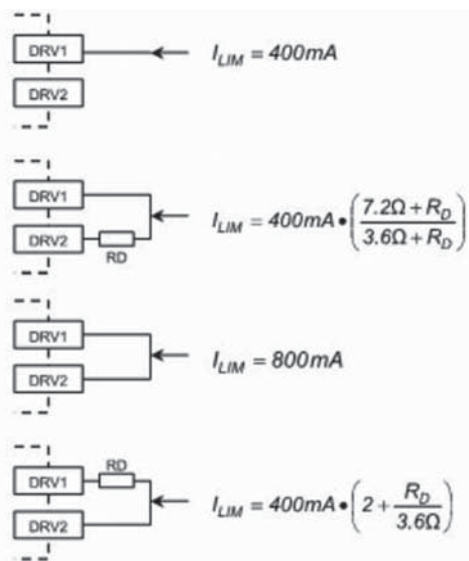 DRV1
I_LIM = 400mA
DRV2
DRV1
I_LIM = 400mA•(7.2Ω + R_D / 3.6Ω + R_D)
DRV2
RD
DRV1
I_LIM = 800mA
DRV2
RD
DRV1
I_LIM = 400mA•(2 + R_D / 3.6Ω)
DRV2